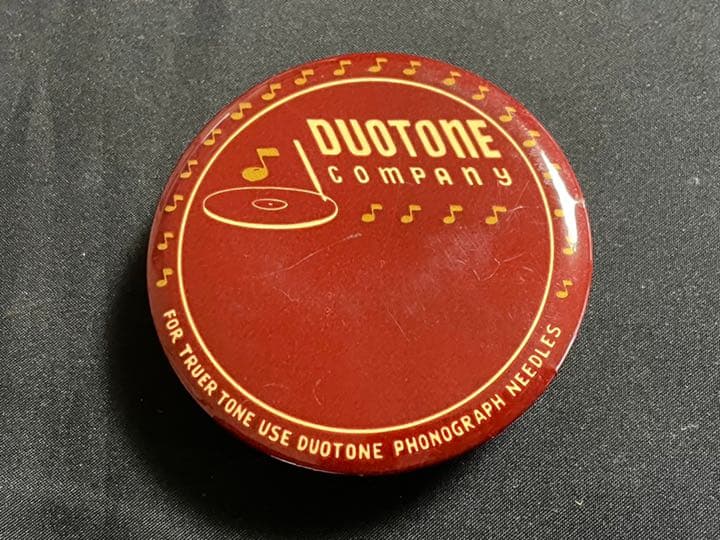 DUOTONE
COMPANY
FOR TRUER TONE USE DUOTONE PHONOGRAPH NEEDLES